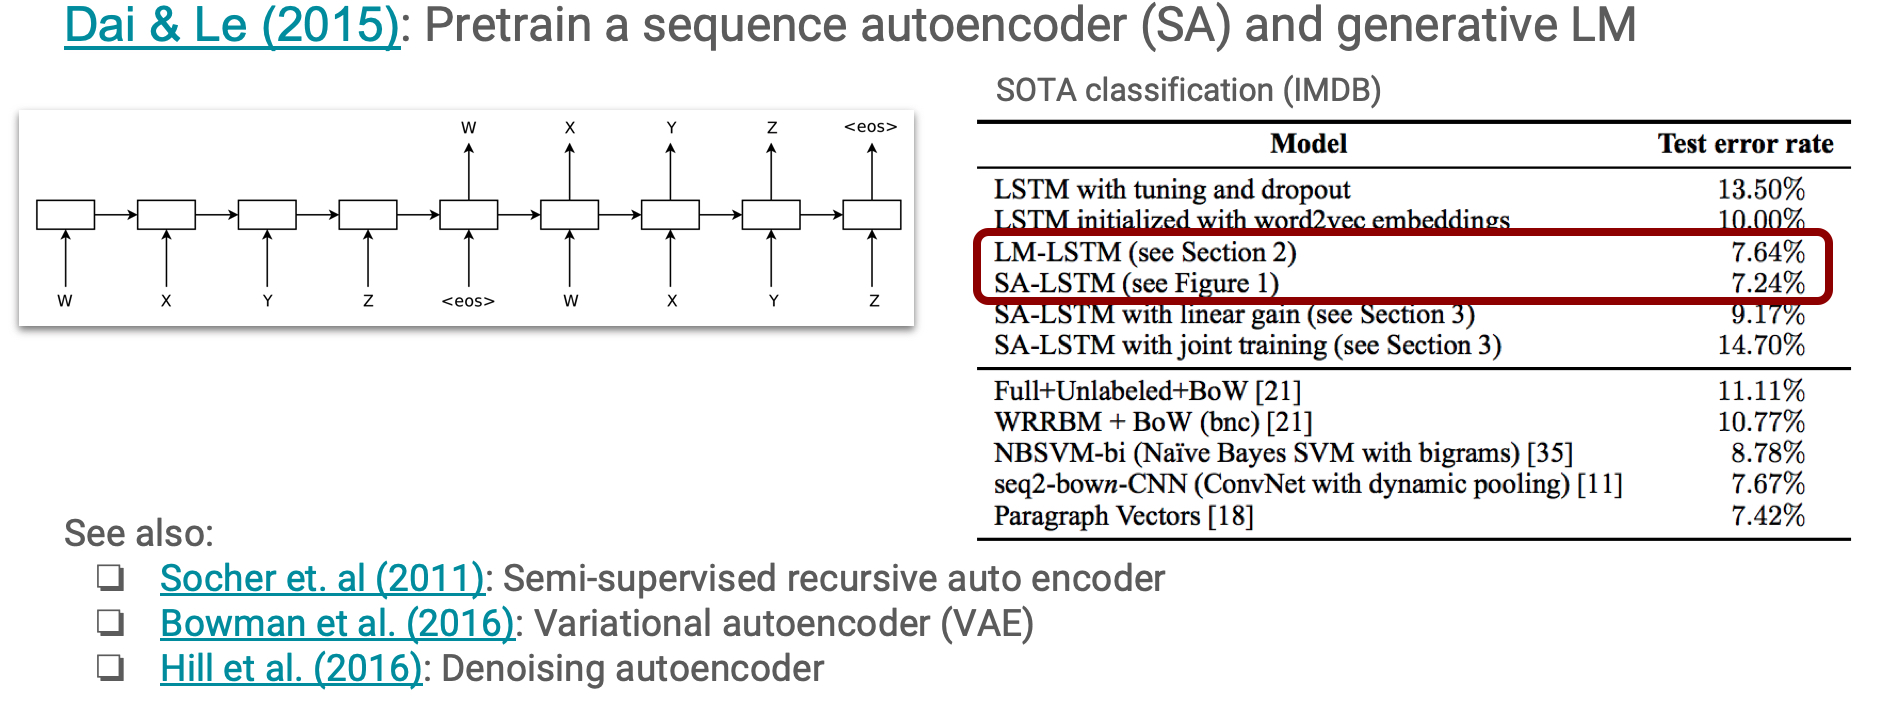 Dai & Le (2015): Pretrain a sequence autoencoder (SA) and generative LM
W X Y Z <eos>
W X Y Z <eos> W X Y Z
SOTA classification (IMDB)
Model Test error rate
LSTM with tuning and dropout 13.50%
LSTM initialized with word2vec embeddings 10.00%
LM-LSTM (see Section 2) 7.64%
SA-LSTM (see Figure 1) 7.24%
SA-LSTM with linear gain (see Section 3) 9.17%
SA-LSTM with joint training (see Section 3) 14.70%
Full+Unlabeled+BoW [21] 11.11%
WRRBM + BoW (bnc) [21] 10.77%
NBSVM-bi (Naïve Bayes SVM with bigrams) [35] 8.78%
seq2-bown-CNN (ConvNet with dynamic pooling) [11] 7.67%
Paragraph Vectors [18] 7.42%
See also:
❏ Socher et. al (2011): Semi-supervised recursive auto encoder
❏ Bowman et al. (2016): Variational autoencoder (VAE)
❏ Hill et al. (2016): Denoising autoencoder